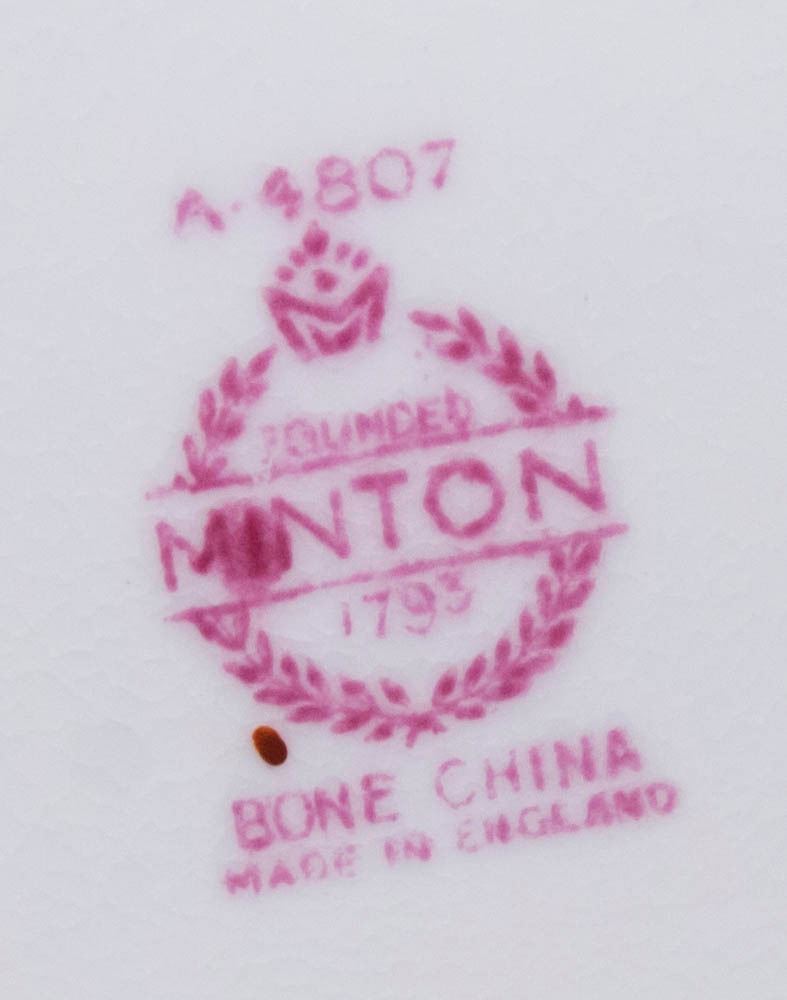 A·4807
FOUNDED
MINTON
1793
BONE CHINA
MADE IN ENGLAND